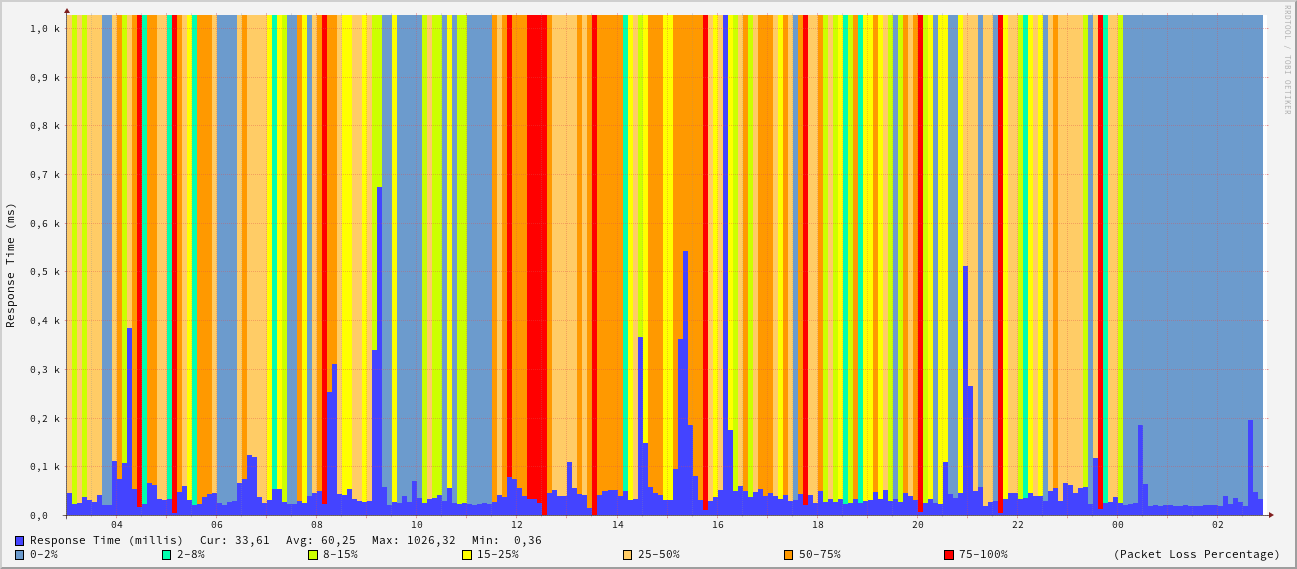 RRDTOOL / TOBI OETIKER
Response Time (ms)
1,0 k
0,9 k
0,8 k
0,7 k
0,6 k
0,5 k
0,4 k
0,3 k
0,2 k
0,1 k
0,0
04 06 08 10 12 14 16 18 20 22 00 02
Response Time (millis) Cur: 33,61 Avg: 60,25 Max: 1026,32 Min: 0,36
0-2% 2-8% 8-15% 15-25% 25-50% 50-75% 75-100% (Packet Loss Percentage)